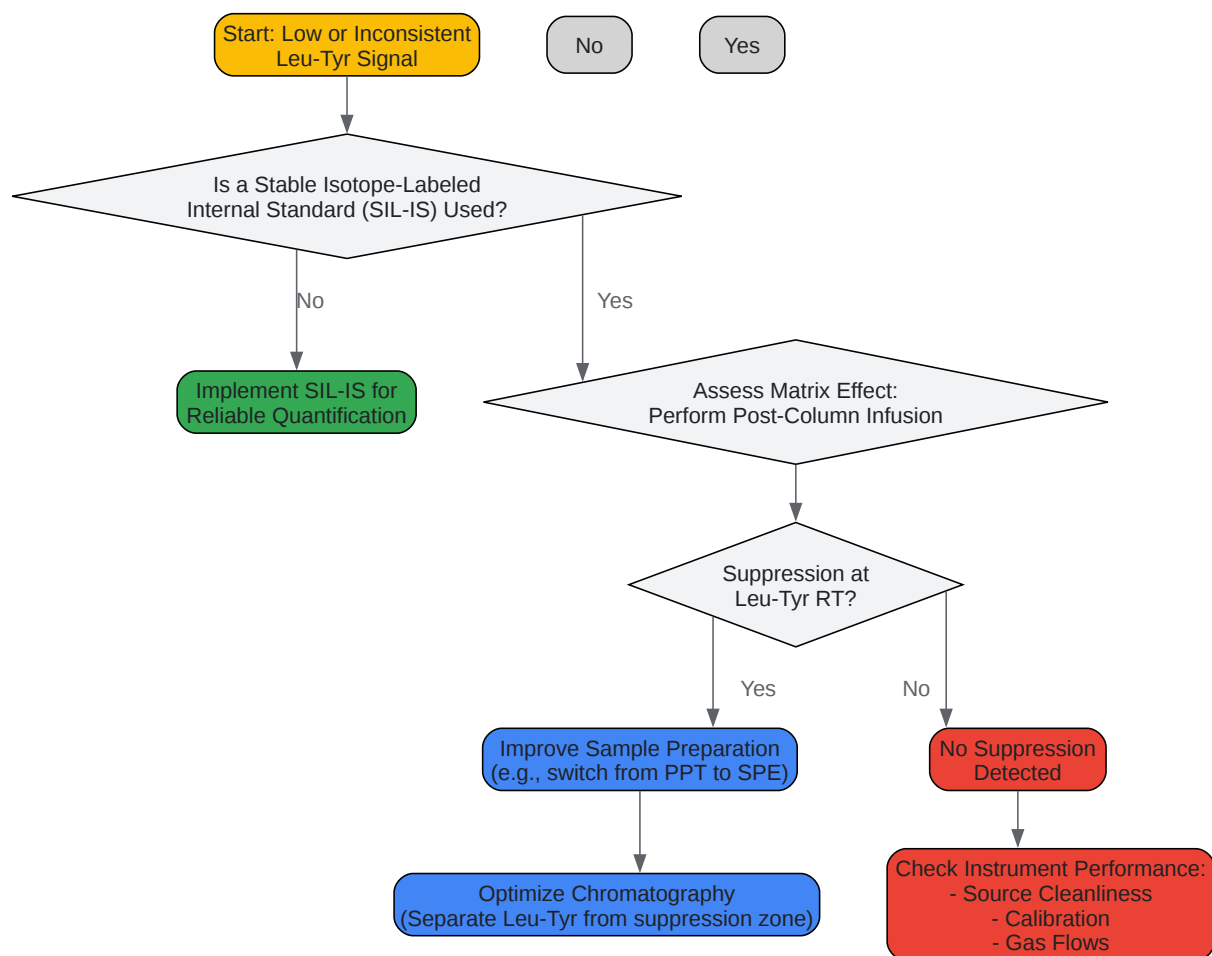 Start: Low or Inconsistent
Leu-Tyr Signal
No
Yes
Is a Stable Isotope-Labeled
Internal Standard (SIL-IS) Used?
No
Yes
Implement SIL-IS for
Reliable Quantification
Assess Matrix Effect:
Perform Post-Column Infusion
Suppression at
Leu-Tyr RT?
Yes
No
Improve Sample Preparation
(e.g., switch from PPT to SPE)
No Suppression
Detected
Optimize Chromatography
(Separate Leu-Tyr from suppression zone)
Check Instrument Performance:
- Source Cleanliness
- Calibration
- Gas Flows